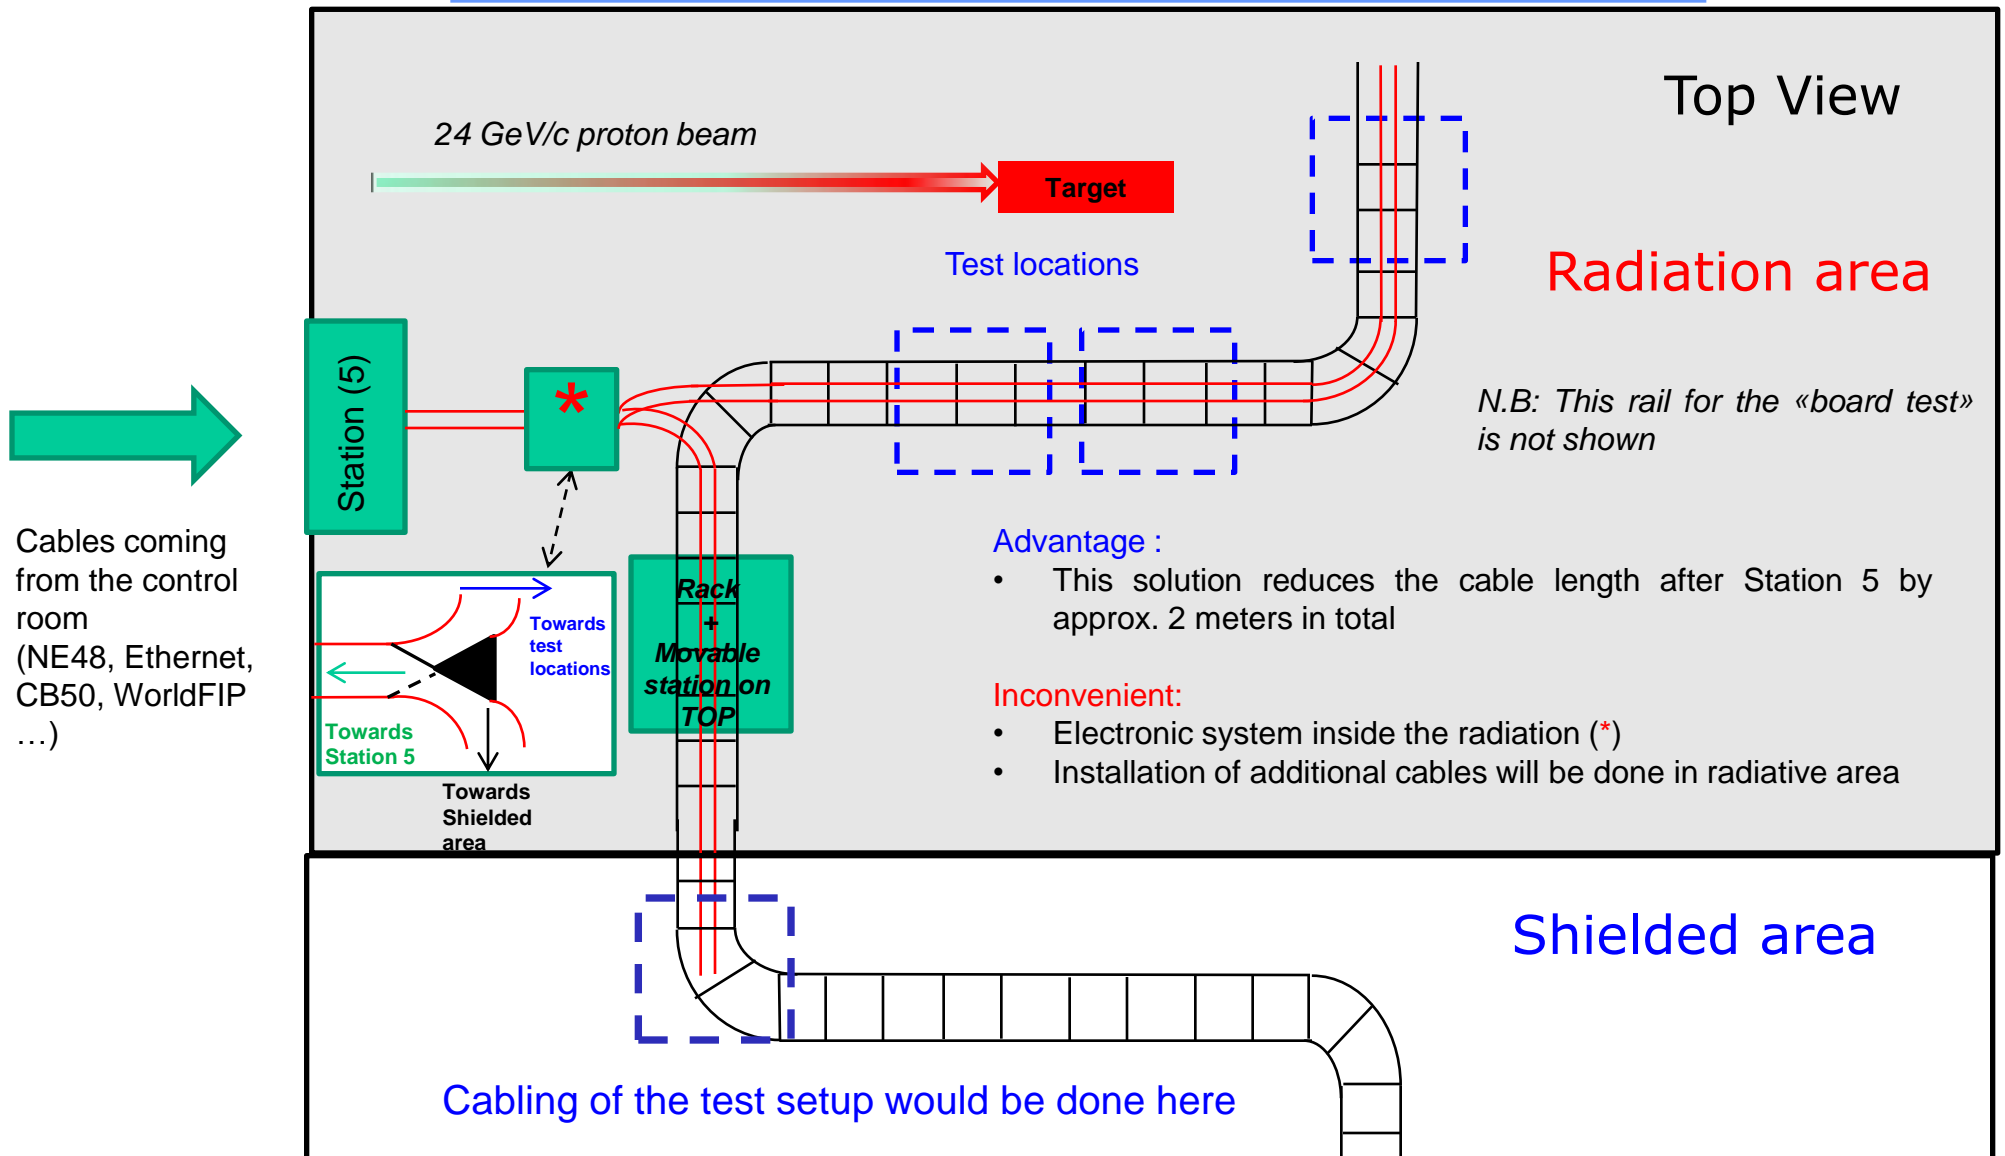 Top View
24 GeV/c proton beam
Target
Test locations
Radiation area
Station (5)
*
N.B: This rail for the «board test»
is not shown
Cables coming
from the control
room
(NE48, Ethernet,
CB50, WorldFIP
…)
Advantage :
• This solution reduces the cable length after Station 5 by
approx. 2 meters in total
Inconvenient:
• Electronic system inside the radiation (*)
• Installation of additional cables will be done in radiative area
Rack
+
Movable
station on
TOP
Towards
test
locations
Towards
Station 5
Towards
Shielded
area
Shielded area
Cabling of the test setup would be done here